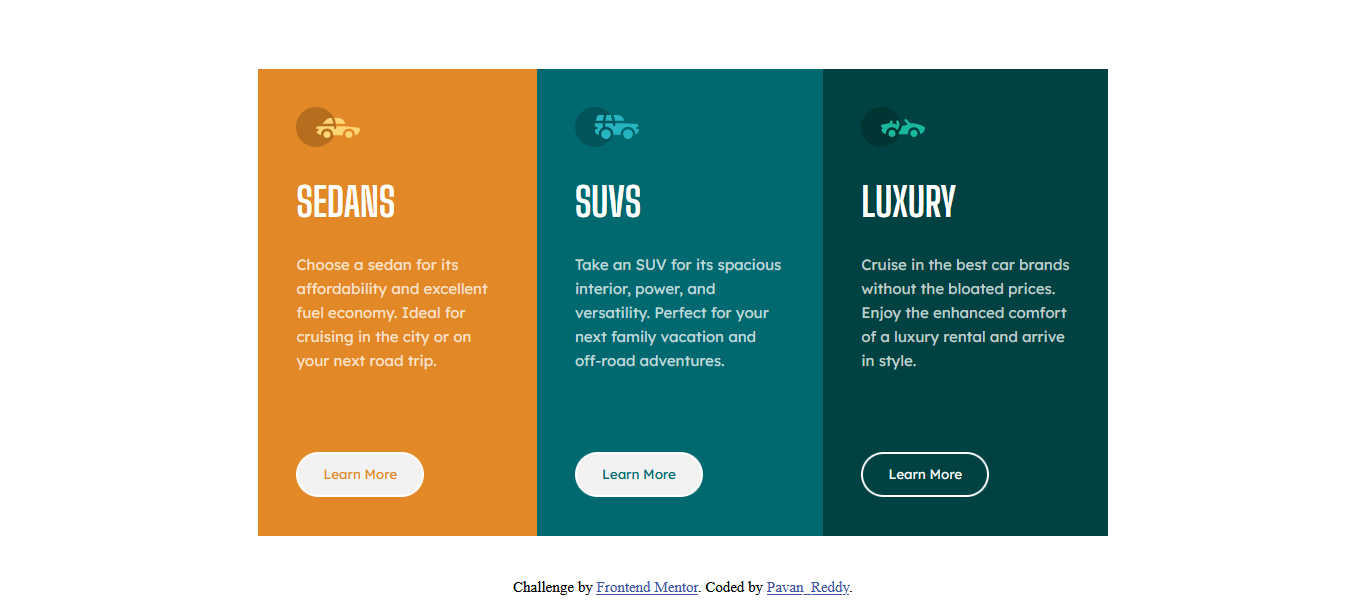 SEDANS
Choose a sedan for its
affordability and excellent
fuel economy. Ideal for
cruising in the city or on
your next road trip.
Learn More
SUVS
Take an SUV for its spacious
interior, power, and
versatility. Perfect for your
next family vacation and
off-road adventures.
Learn More
LUXURY
Cruise in the best car brands
without the bloated prices.
Enjoy the enhanced comfort
of a luxury rental and arrive
in style.
Learn More
Challenge by Frontend Mentor. Coded by Pavan_Reddy.